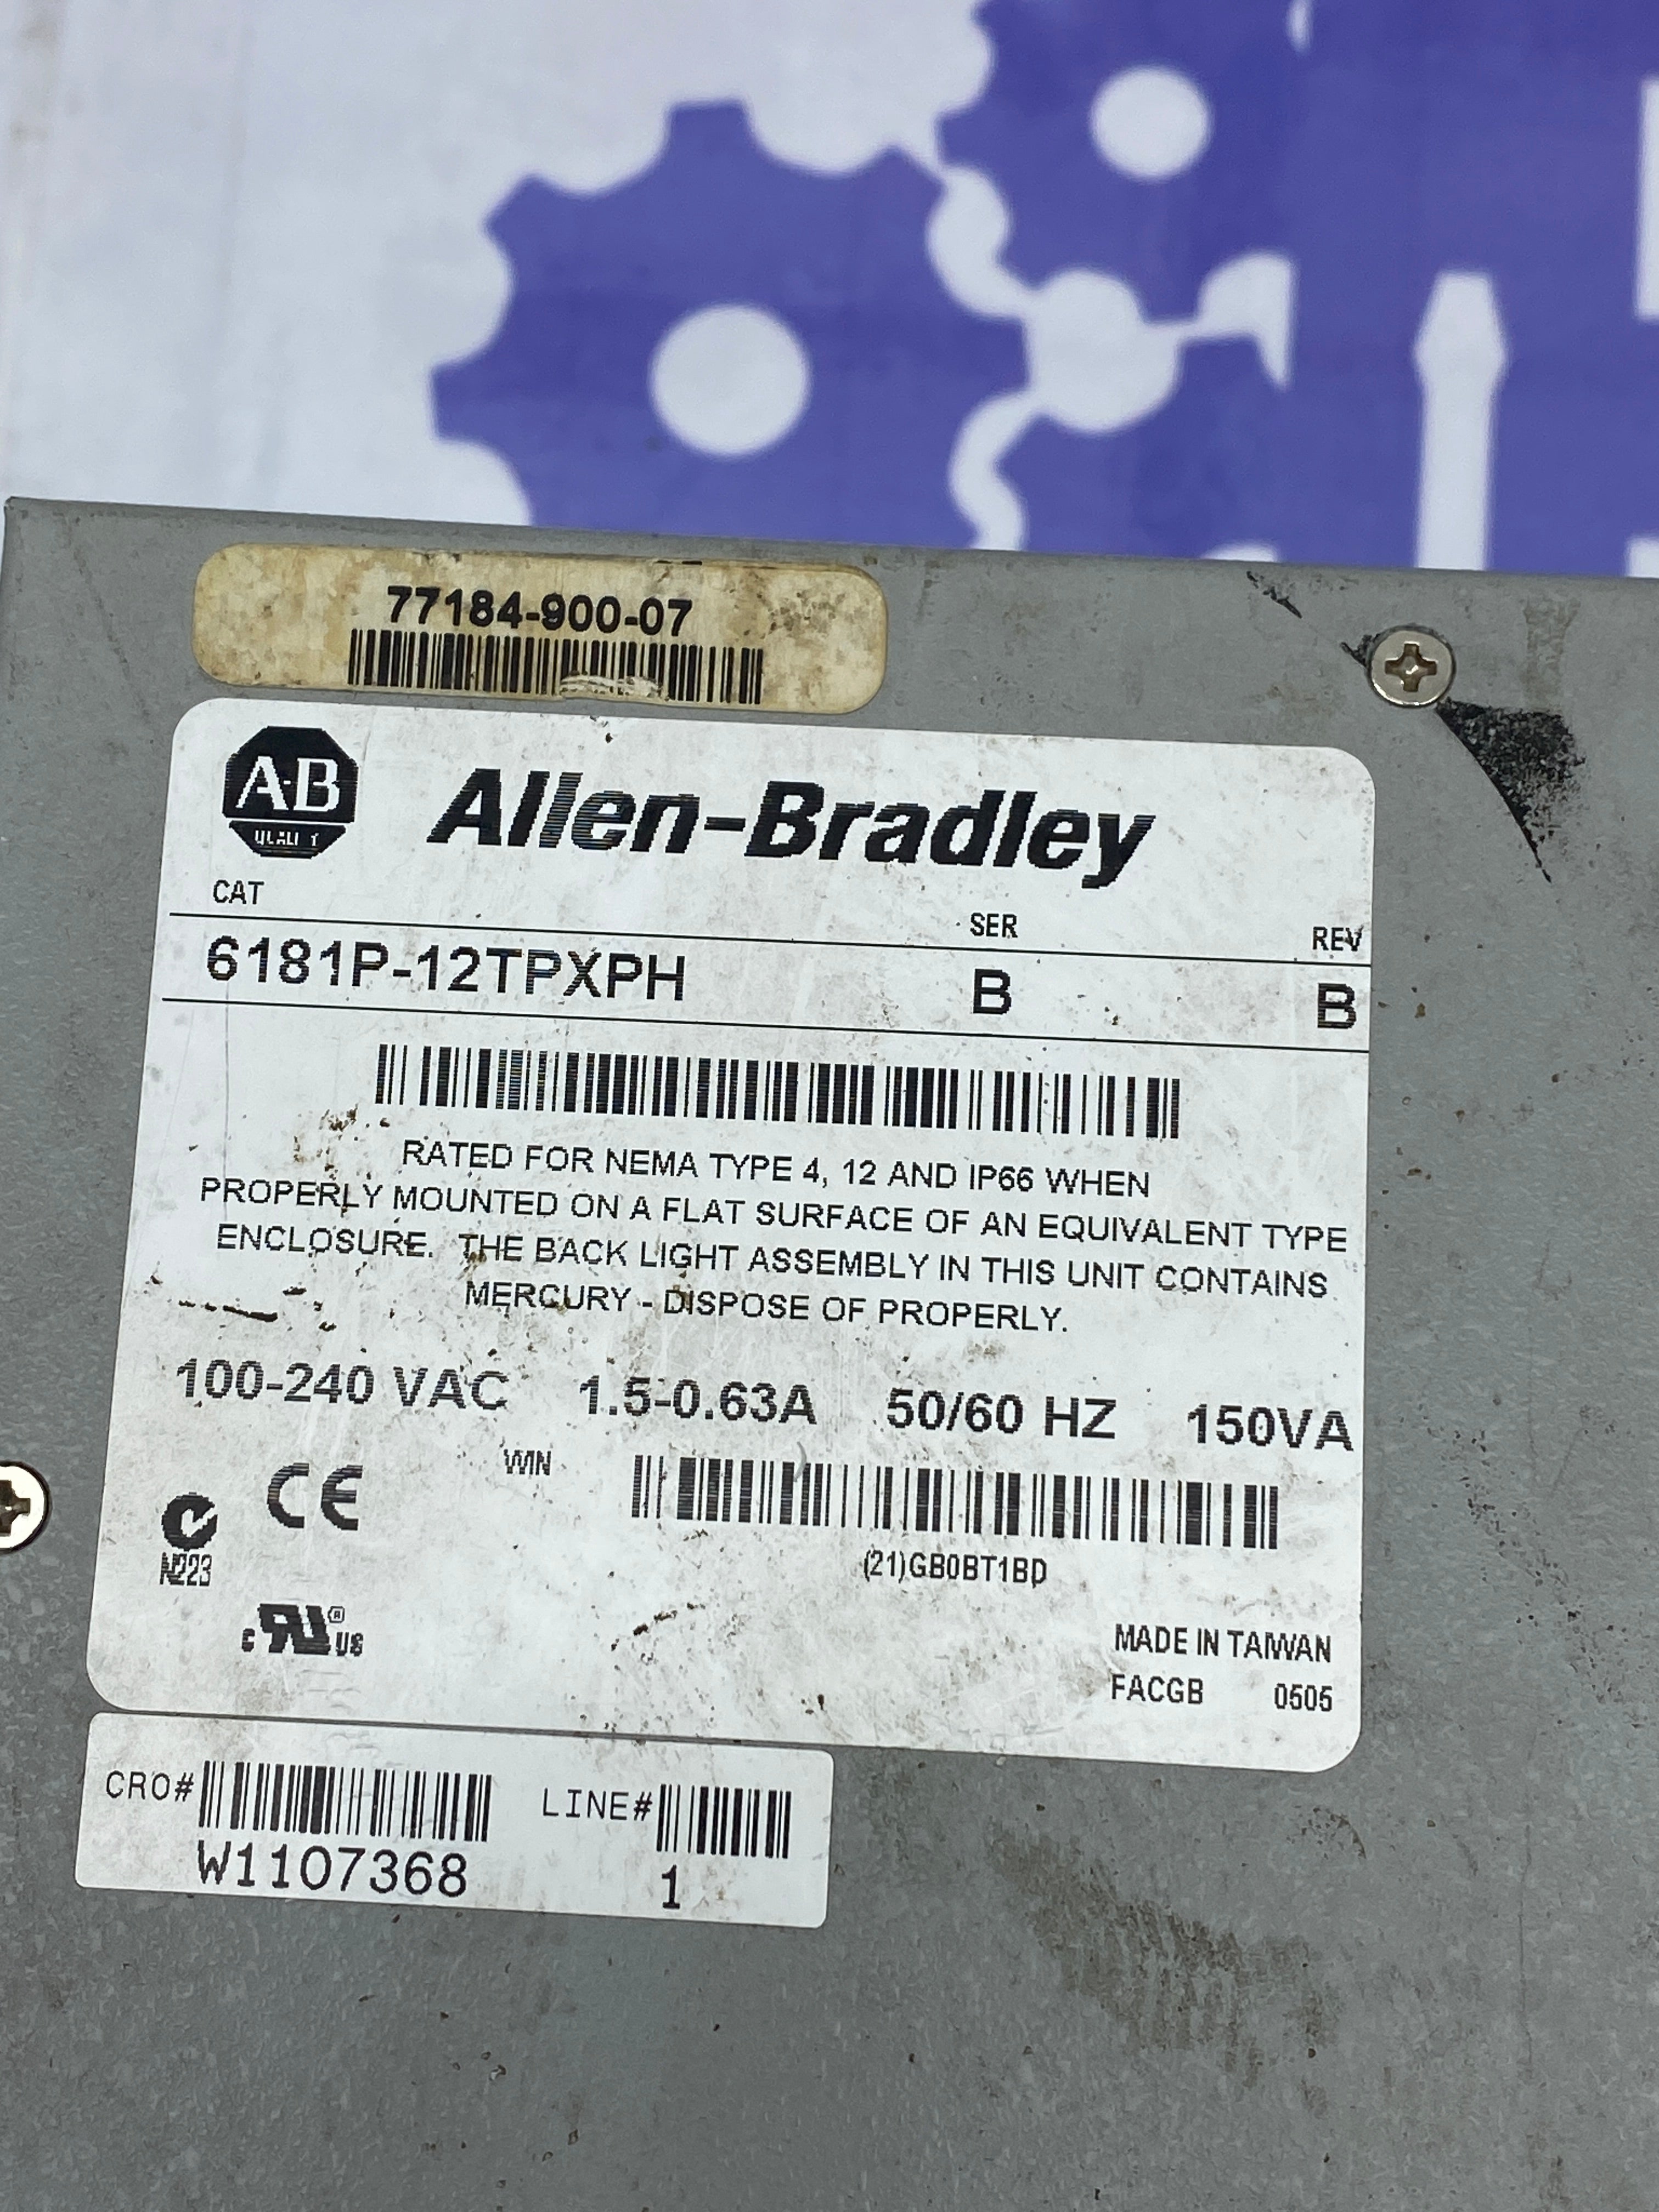 77184-900-07
A-B
QUALITY
Allen-Bradley
CAT SER REV
6181P-12TPXPH B B
RATED FOR NEMA TYPE 4, 12 AND IP66 WHEN
PROPERLY MOUNTED ON A FLAT SURFACE OF AN EQUIVALENT TYPE
ENCLOSURE. THE BACK LIGHT ASSEMBLY IN THIS UNIT CONTAINS
MERCURY - DISPOSE OF PROPERLY.
100-240 VAC 1.5-0.63A 50/60 HZ 150VA
CE WIN
N223
(21)GB0BT1BD
c RU ® US
MADE IN TAIWAN
FACGB 0505
CRO# LINE#
W1107368 1